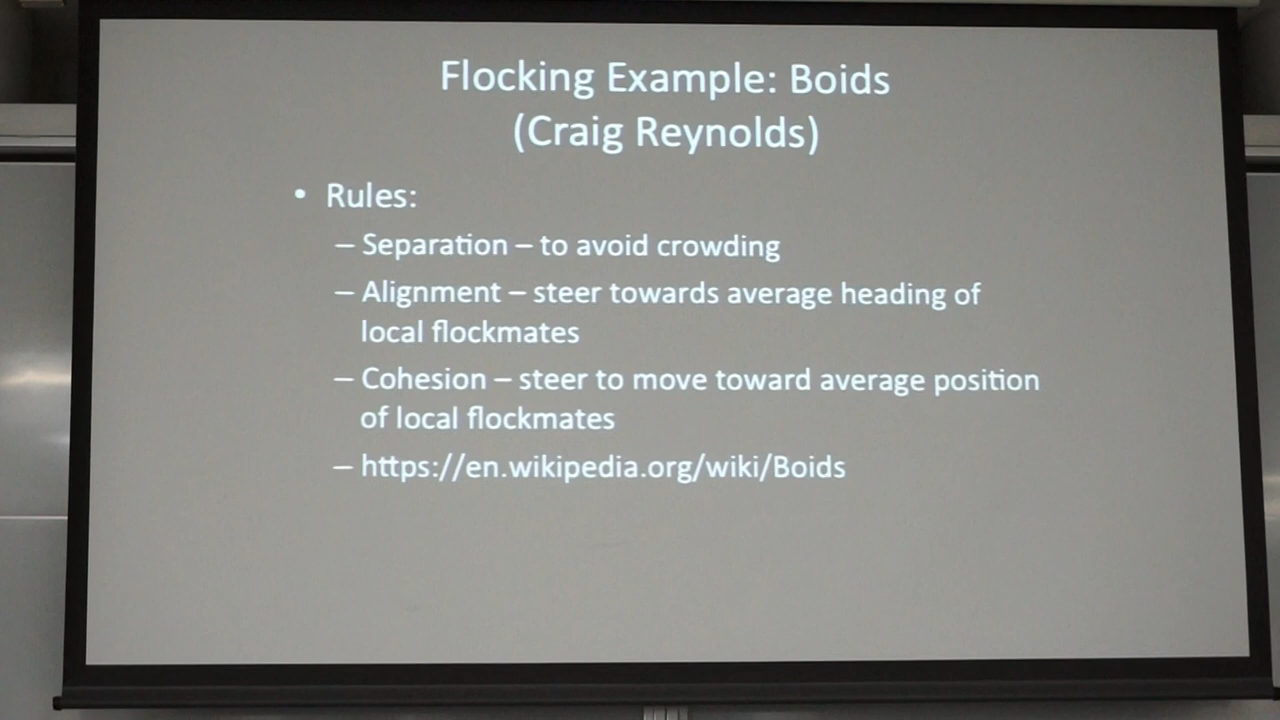 Flocking Example: Boids
(Craig Reynolds)
• Rules:
– Separation – to avoid crowding
– Alignment – steer towards average heading of
local flockmates
– Cohesion – steer to move toward average position
of local flockmates
– https://en.wikipedia.org/wiki/Boids